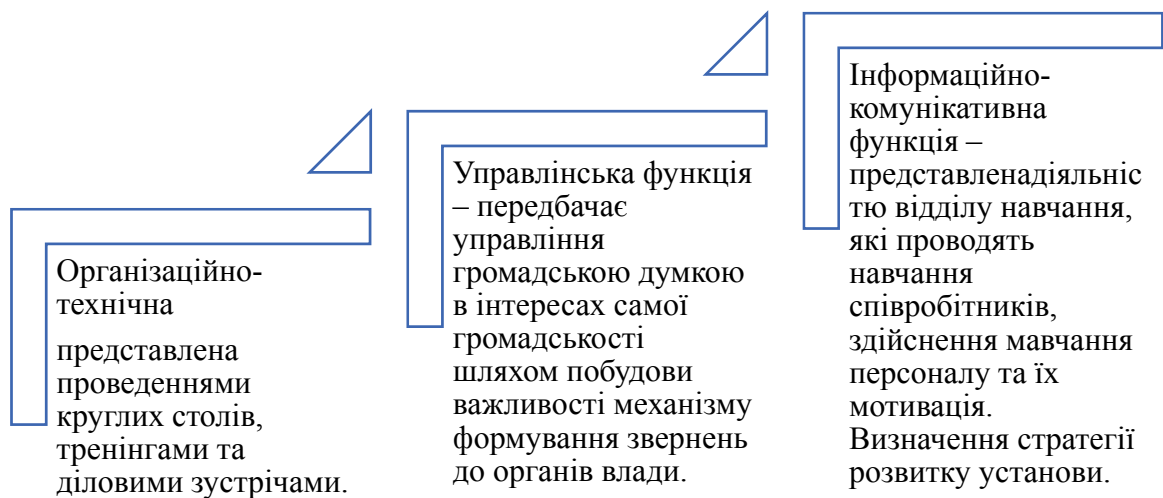 Організаційно-
технічна
представлена
проведеннями
круглих столів,
тренінгами та
діловими зустрічами.
Управлінська функція
– передбачає
управління
громадською думкою
в інтересах самої
громадськості
шляхом побудови
важливості механізму
формування звернень
до органів влади.
Інформаційно-
комунікативна
функція –
представленадіяльніс
тю відділу навчання,
які проводять
навчання
співробітників,
здійснення мавчання
персоналу та їх
мотивація.
Визначення стратегії
розвитку установи.